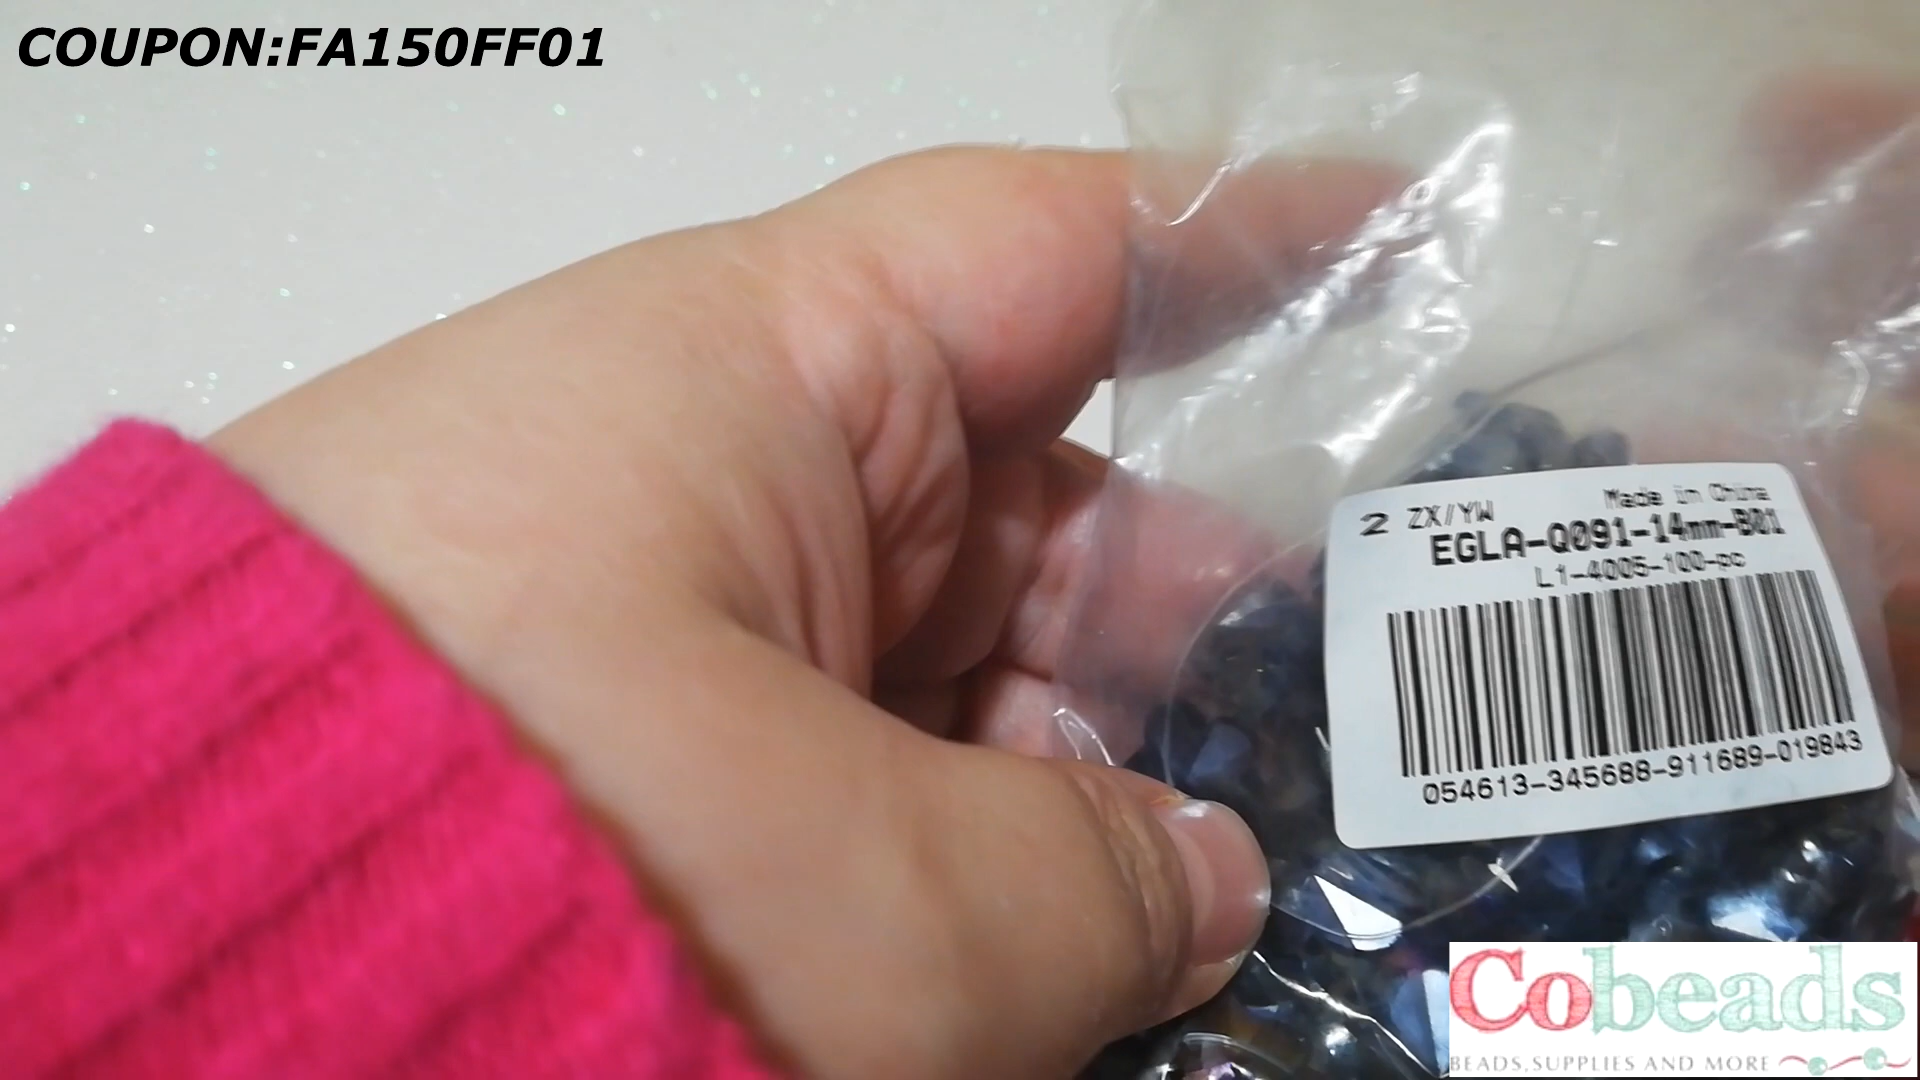 COUPON:FA150FF01
2 ZX/YW Made in China
EGLA-Q091-14mm-B01
L1-4005-100-pc
054613-345688-911689-019843
Cobeads
BEADS,SUPPLIES AND MORE